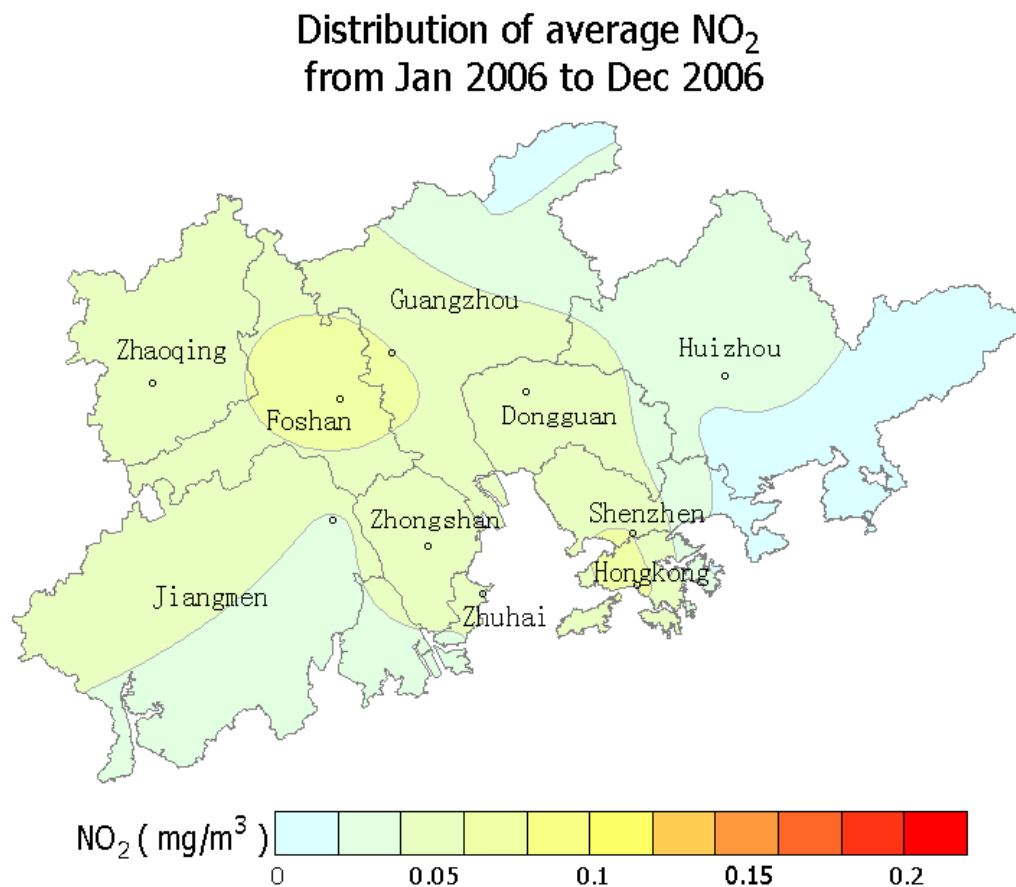 Distribution of average NO₂
from Jan 2006 to Dec 2006
Guangzhou
Zhaoqing
Huizhou
Foshan
Dongguan
Zhongshan
Shenzhen
Hongkong
Jiangmen
Zhuhai
NO₂ ( mg/m³ )
0 0.05 0.1 0.15 0.2